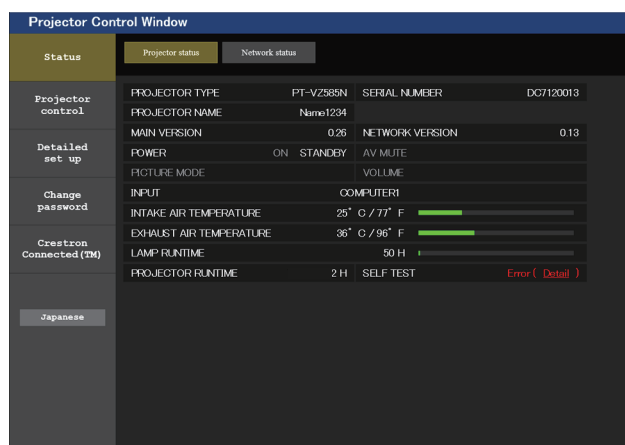 Projector Control Window
Status
Projector status
Network status
Projector
control
Detailed
set up
Change
password
Crestron
Connected(TM)
Japanese
PROJECTOR TYPE PT-VZ585N SERIAL NUMBER DC7120013
PROJECTOR NAME Name1234
MAIN VERSION 0.26 NETWORK VERSION 0.13
POWER ON STANDBY AV MUTE
PICTURE MODE VOLUME
INPUT COMPUTER1
INTAKE AIR TEMPERATURE 25° C / 77° F
EXHAUST AIR TEMPERATURE 36° C / 96° F
LAMP RUNTIME 50 H
PROJECTOR RUNTIME 2 H SELF TEST Error ( Detail )